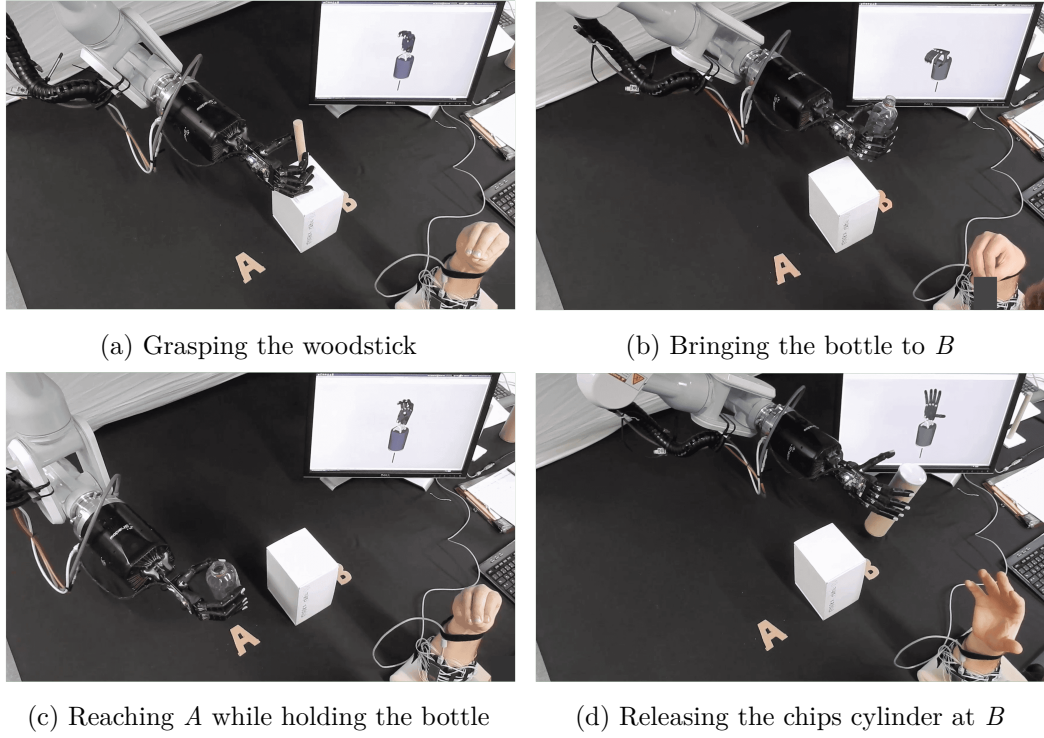 B
A
(a) Grasping the woodstick
B
A
(b) Bringing the bottle to B
B
A
(c) Reaching A while holding the bottle
B
A
(d) Releasing the chips cylinder at B